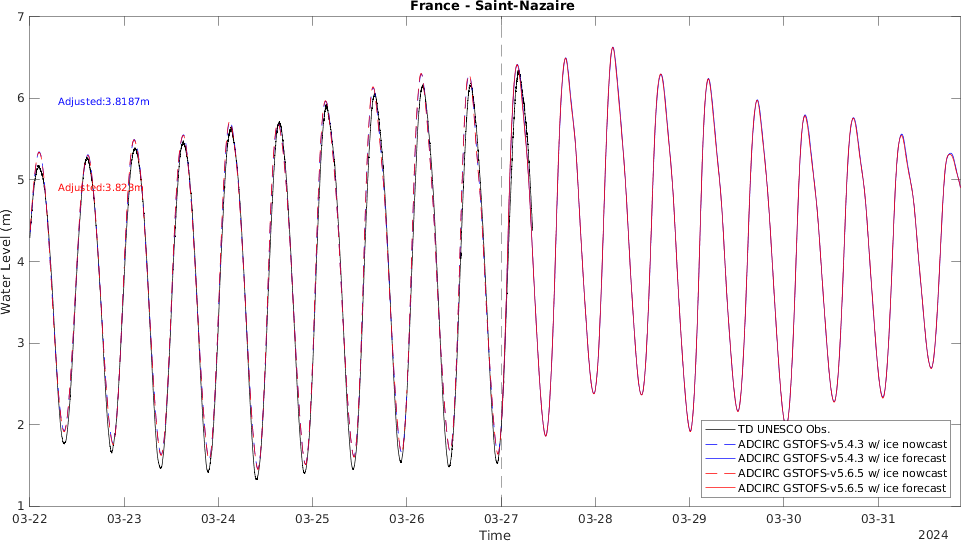 France - Saint-Nazaire
7
6
5
4
3
2
1
Water Level (m)
Adjusted:3.8187m
Adjusted:3.823m
TD UNESCO Obs.
ADCIRC GSTOFS-v5.4.3 w/ ice nowcast
ADCIRC GSTOFS-v5.4.3 w/ ice forecast
ADCIRC GSTOFS-v5.6.5 w/ ice nowcast
ADCIRC GSTOFS-v5.6.5 w/ ice forecast
03-22 03-23 03-24 03-25 03-26 03-27 03-28 03-29 03-30 03-31
Time
2024